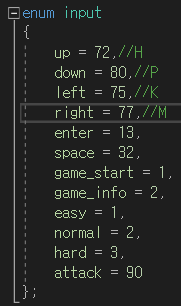 enum input
{
up = 72,//H
down = 80,//P
left = 75,//K
right = 77,//M
enter = 13,
space = 32,
game_start = 1,
game_info = 2,
easy = 1,
normal = 2,
hard = 3,
attack = 90
};